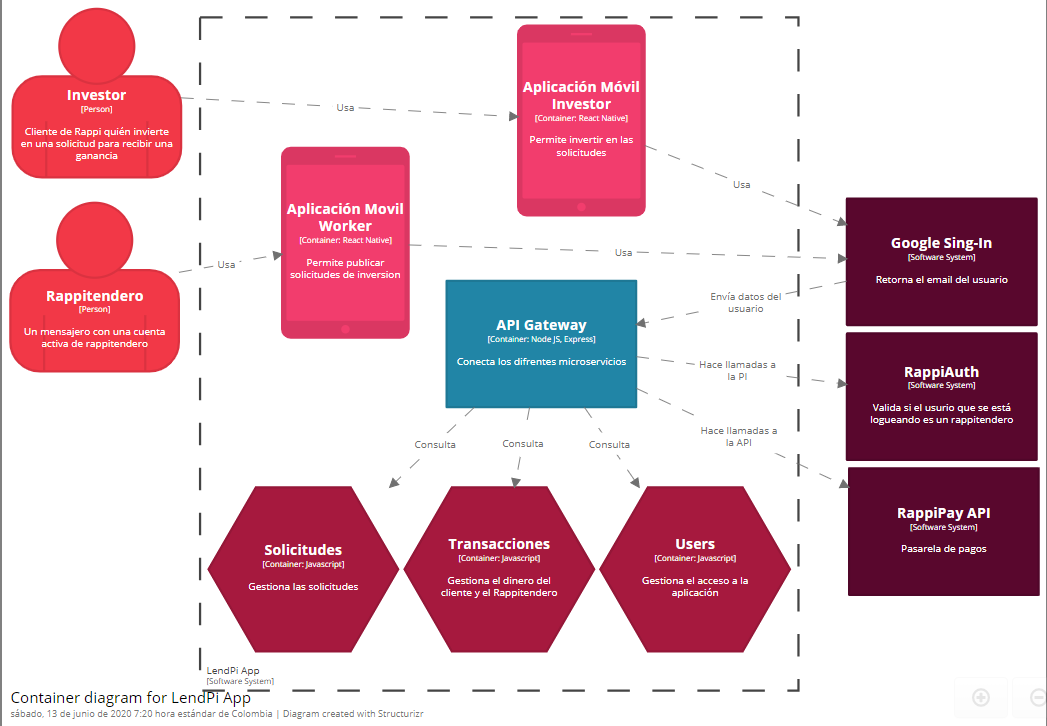 Investor
[Person]
Cliente de Rappi quién invierte
en una solicitud para recibir una
ganancia
Usa
Aplicación Móvil
Investor
[Container: React Native]
Permite invertir en las
solicitudes
Usa
Rappitendero
[Person]
Un mensajero con una cuenta
activa de rappitendero
Usa
Aplicación Movil
Worker
[Container: React Native]
Permite publicar
solicitudes de inversion
Usa
Google Sing-In
[Software System]
Retorna el email del usuario
Envía datos del
usuario
API Gateway
[Container: Node JS, Express]
Conecta los difrentes microservicios
Hace llamadas a
la PI
RappiAuth
[Software System]
Valida si el usurio que se está
logueando es un rappitendero
Hace llamadas a
la API
RappiPay API
[Software System]
Pasarela de pagos
Consulta
Consulta
Consulta
Solicitudes
[Container: Javascript]
Gestiona las solicitudes
Transacciones
[Container: Javascript]
Gestiona el dinero del
cliente y el Rappitendero
Users
[Container: Javascript]
Gestiona el acceso a la
aplicación
LendPi App
[Software System]
Container diagram for LendPi App
sábado, 13 de junio de 2020 7:20 hora estándar de Colombia | Diagram created with Structurizr